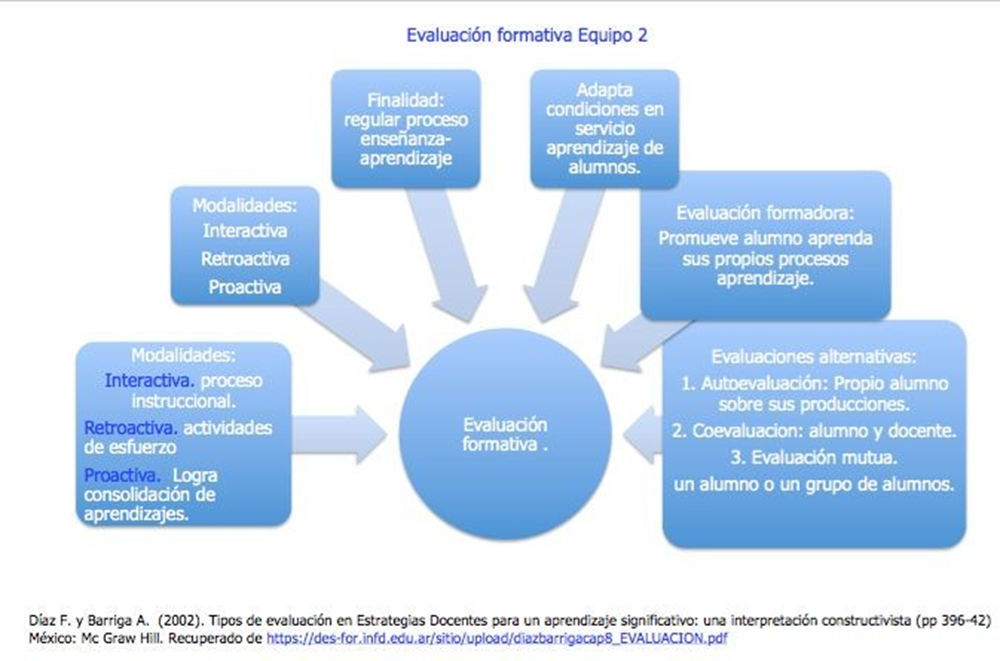 Evaluación formativa Equipo 2
Finalidad:
regular proceso
enseñanza-
aprendizaje
Adapta
condiciones en
servicio
aprendizaje de
alumnos.
Modalidades:
Interactiva
Retroactiva
Proactiva
Evaluación formadora:
Promueve alumno aprenda
sus propios procesos
aprendizaje.
Modalidades:
Interactiva. proceso
instruccional.
Retroactiva. actividades
de esfuerzo
Proactiva. Logra
consolidación de
aprendizajes.
Evaluación
formativa .
Evaluaciones alternativas:
1. Autoevaluación: Propio alumno
sobre sus producciones.
2. Coevaluacion: alumno y docente.
3. Evaluación mutua.
un alumno o un grupo de alumnos.
Díaz F. y Barriga A. (2002). Tipos de evaluación en Estrategias Docentes para un aprendizaje significativo: una interpretación constructivista (pp 396-42)
México: Mc Graw Hill. Recuperado de https://des-for.infd.edu.ar/sitio/upload/diazbarrigacap8_EVALUACION.pdf